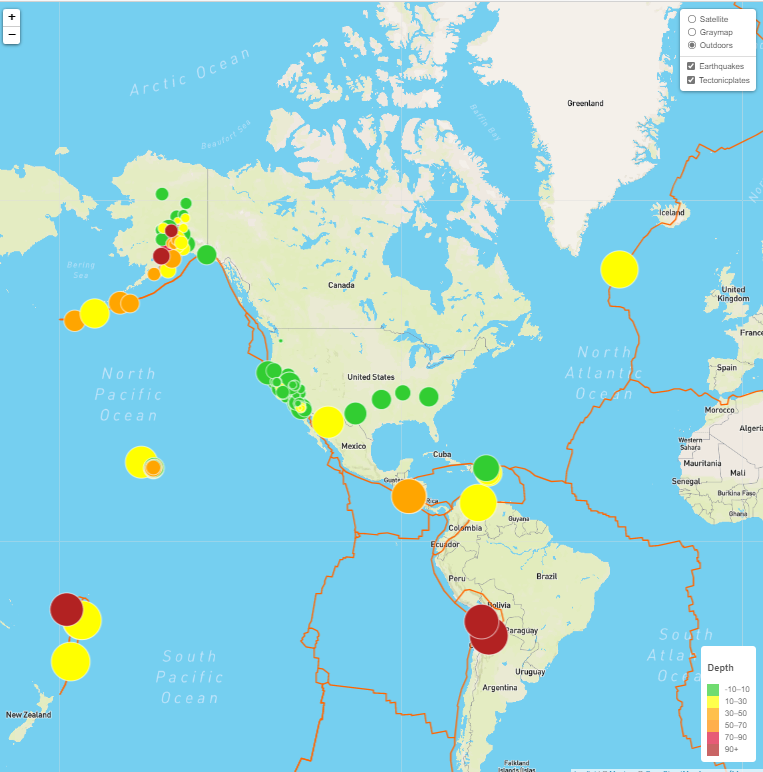 +
−
Satellite
Graymap
Outdoors
Earthquakes
Tectonicplates
Arctic Ocean
Beaufort Sea
Baffin Bay
Greenland
Iceland
Bering
Sea
Canada
United
Kingdom
France
North
Pacific
Ocean
North
Atlantic
Ocean
United States
Spain
Morocco
Algeria
Western
Sahara
Mexico
Cuba
Mauritania
Mali
Senegal
Burkina Faso
Ghana
Guyana
Colombia
Ecuador
Peru
Brazil
Bolivia
Paraguay
South
Pacific
Ocean
South
Uruguay
Argentina
New Zealand
Falkland
Islands/Islas
Depth
-10–10
10–30
30–50
50–70
70–90
90+